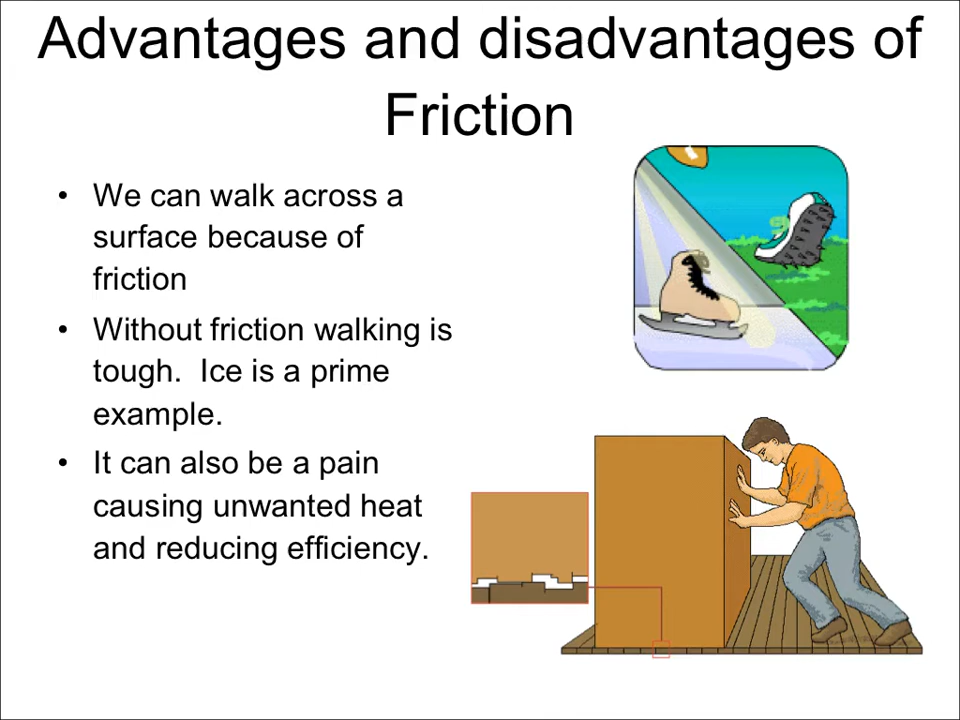 Advantages and disadvantages of
Friction
• We can walk across a
surface because of
friction
• Without friction walking is
tough.  Ice is a prime
example.
• It can also be a pain
causing unwanted heat
and reducing efficiency.